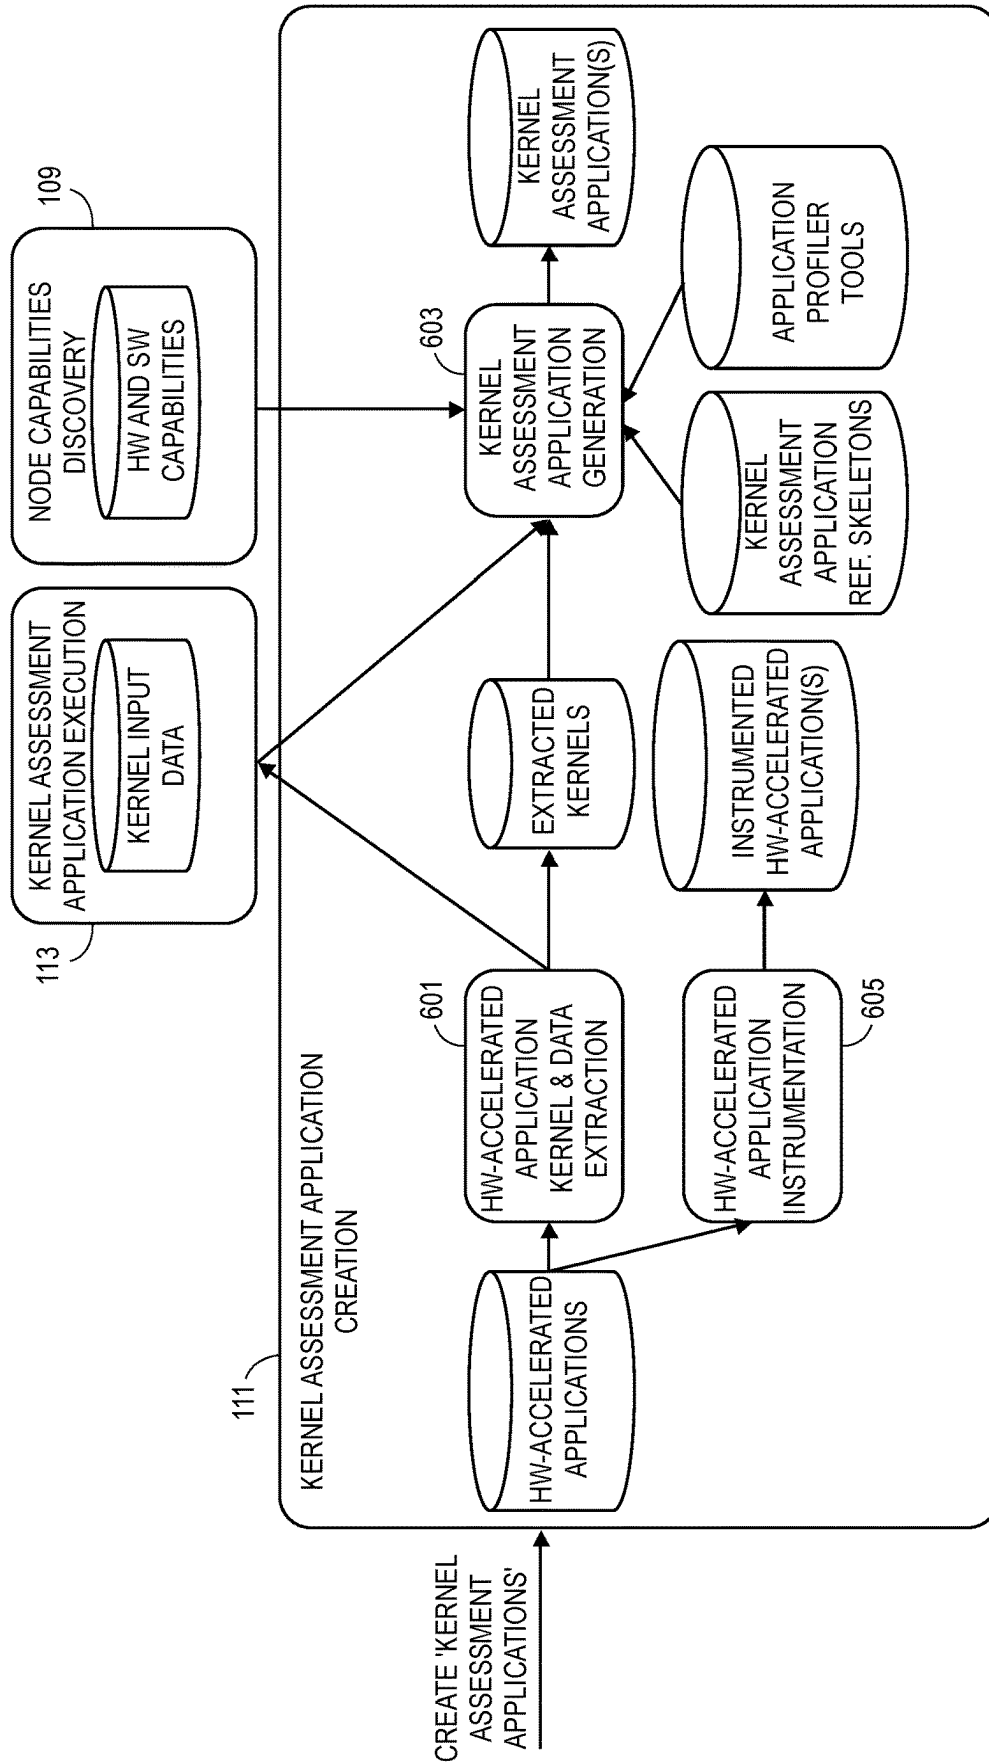 CREATE 'KERNEL
ASSESSMENT
APPLICATIONS'
111
KERNEL ASSESSMENT APPLICATION
CREATION
113
KERNEL ASSESSMENT
APPLICATION EXECUTION
KERNEL INPUT
DATA
109
NODE CAPABILITIES
DISCOVERY
HW AND SW
CAPABILITIES
HW-ACCELERATED
APPLICATIONS
601
HW-ACCELERATED
APPLICATION
KERNEL & DATA
EXTRACTION
EXTRACTED
KERNELS
603
KERNEL
ASSESSMENT
APPLICATION
GENERATION
KERNEL
ASSESSMENT
APPLICATION(S)
HW-ACCELERATED
APPLICATION
INSTRUMENTATION
605
INSTRUMENTED
HW-ACCELERATED
APPLICATION(S)
KERNEL
ASSESSMENT
APPLICATION
REF. SKELETONS
APPLICATION
PROFILER
TOOLS